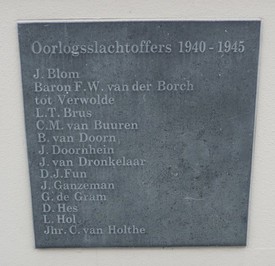 Oorlogsslachtoffers 1940 - 1945
J. Blom
Baron F.W. van der Borch
tot Verwolde
L.T. Brus
C.M. van Buuren
B. van Doorn
J. Doornhein
J. van Dronkelaar
D.J. Fun
J. Ganzeman
G. de Gram
D. Hes
L. Hol
Jhr. C. van Holthe